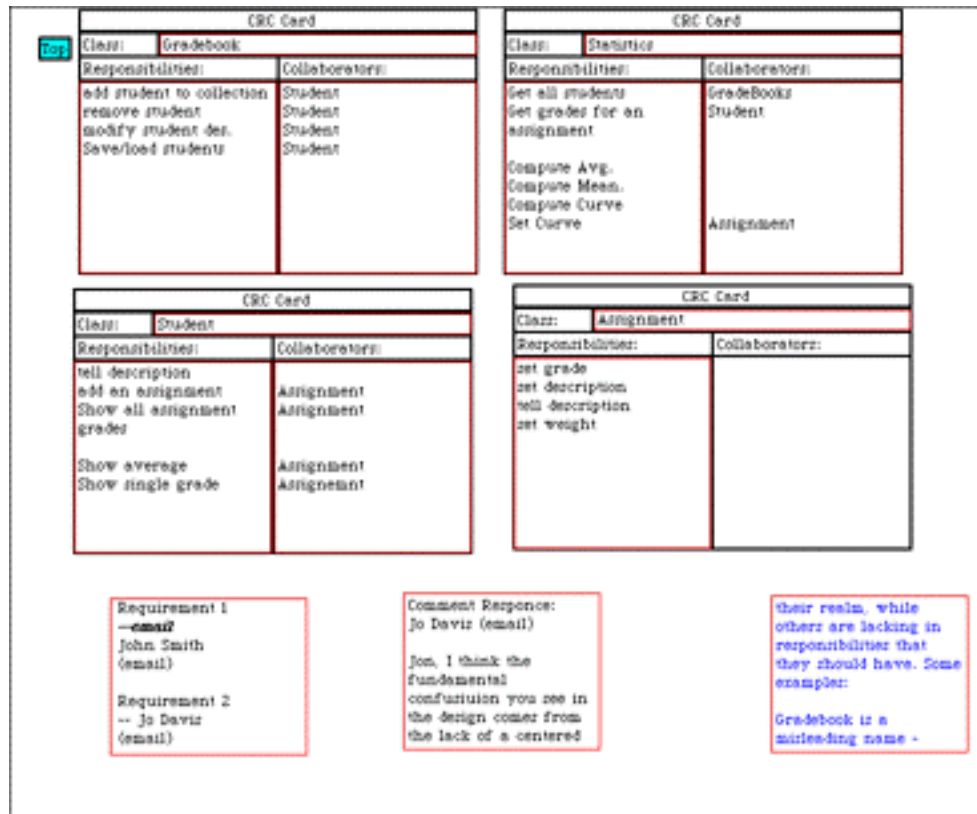 Top
CRC Card
Class: Gradebook
Responsibilities: Collaborators:
add student to collection Student
remove student Student
modify student des. Student
Save/load students Student
CRC Card
Class: Statistics
Responsibilities: Collaborators:
Get all students GradeBooks
Get grades for an Student
assignment
Compute Avg.
Compute Mean.
Compute Curve
Set Curve Assignment
CRC Card
Class: Student
Responsibilities: Collaborators:
tell description
add an assignment Assignment
Show all assignment Assignment
grades
Show average Assignment
Show single grade Assignemnt
CRC Card
Class: Assignment
Responsibilities: Collaborators:
set grade
set description
tell description
set weight
Requirement 1
--email
John Smith
(email)
Requirement 2
-- Jo Davis
(email)
Comment Responce:
Jo Davis (email)
Jon, I think the
fundamental
confusiuion you see in
the design comes from
the lack of a centered
their realm, while
others are lacking in
responsibilities that
they should have. Some
examples:
Gradebook is a
misleading name -